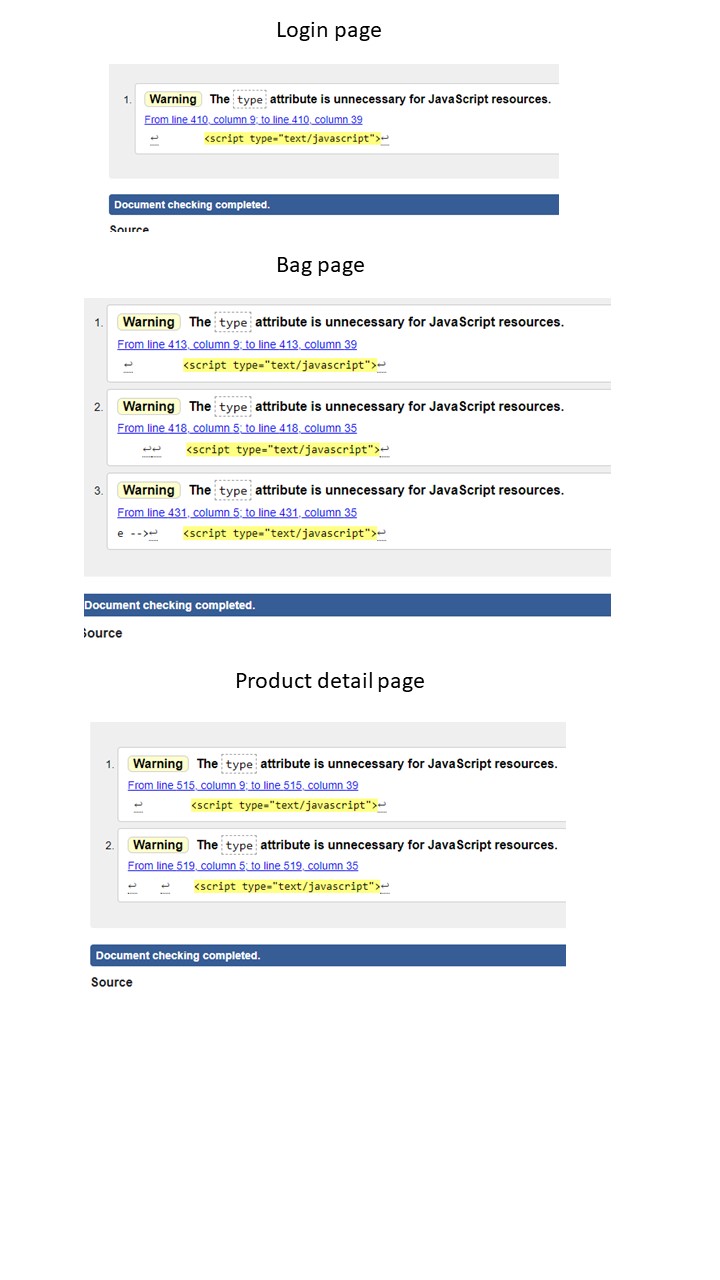 Login page
1. Warning The type attribute is unnecessary for JavaScript resources.
From line 410, column 9; to line 410, column 39
↩ <script type="text/javascript">↩
Document checking completed.
Source
Bag page
1. Warning The type attribute is unnecessary for JavaScript resources.
From line 413, column 9; to line 413, column 39
↩ <script type="text/javascript">↩
2. Warning The type attribute is unnecessary for JavaScript resources.
From line 418, column 5; to line 418, column 35
↩↩ <script type="text/javascript">↩
3. Warning The type attribute is unnecessary for JavaScript resources.
From line 431, column 5; to line 431, column 35
e -->↩ <script type="text/javascript">↩
Document checking completed.
Source
Product detail page
1. Warning The type attribute is unnecessary for JavaScript resources.
From line 515, column 9; to line 515, column 39
↩ <script type="text/javascript">↩
2. Warning The type attribute is unnecessary for JavaScript resources.
From line 519, column 5; to line 519, column 35
↩ ↩ <script type="text/javascript">↩
Document checking completed.
Source